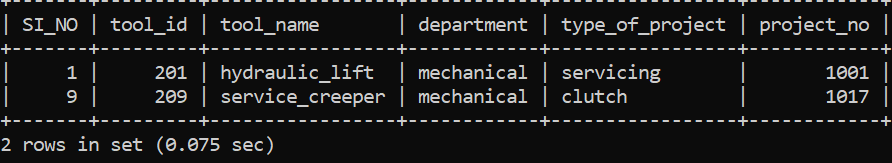 | SI_NO | tool_id | tool_name       | department | type_of_project | project_no |
+-------+---------+-----------------+------------+-----------------+------------+
|     1 |     201 | hydraulic_lift  | mechanical | servicing       |       1001 |
|     9 |     209 | service_creeper | mechanical | clutch          |       1017 |
+-------+---------+-----------------+------------+-----------------+------------+
2 rows in set (0.075 sec)